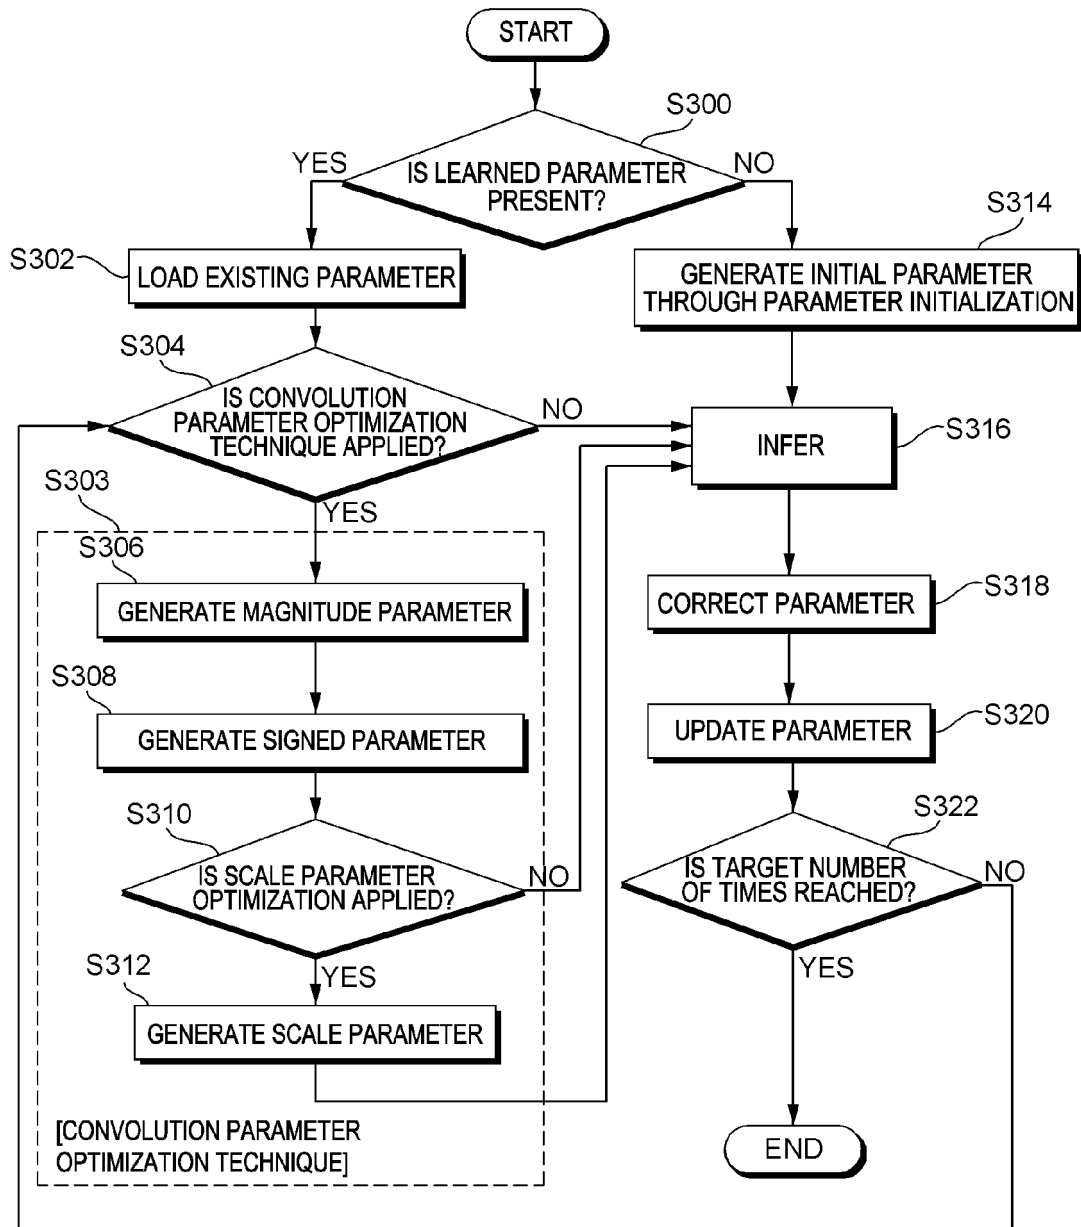 START
S300
YES
NO
IS LEARNED PARAMETER
PRESENT?
S314
S302
LOAD EXISTING PARAMETER
GENERATE INITIAL PARAMETER
THROUGH PARAMETER INITIALIZATION
S304
IS CONVOLUTION
PARAMETER OPTIMIZATION
TECHNIQUE APPLIED?
NO
INFER
S316
S303
YES
S306
GENERATE MAGNITUDE PARAMETER
CORRECT PARAMETER
S318
S308
GENERATE SIGNED PARAMETER
UPDATE PARAMETER
S320
S310
IS SCALE PARAMETER
OPTIMIZATION APPLIED?
NO
S322
IS TARGET NUMBER
OF TIMES REACHED?
NO
YES
S312
YES
GENERATE SCALE PARAMETER
[CONVOLUTION PARAMETER
OPTIMIZATION TECHNIQUE]
END